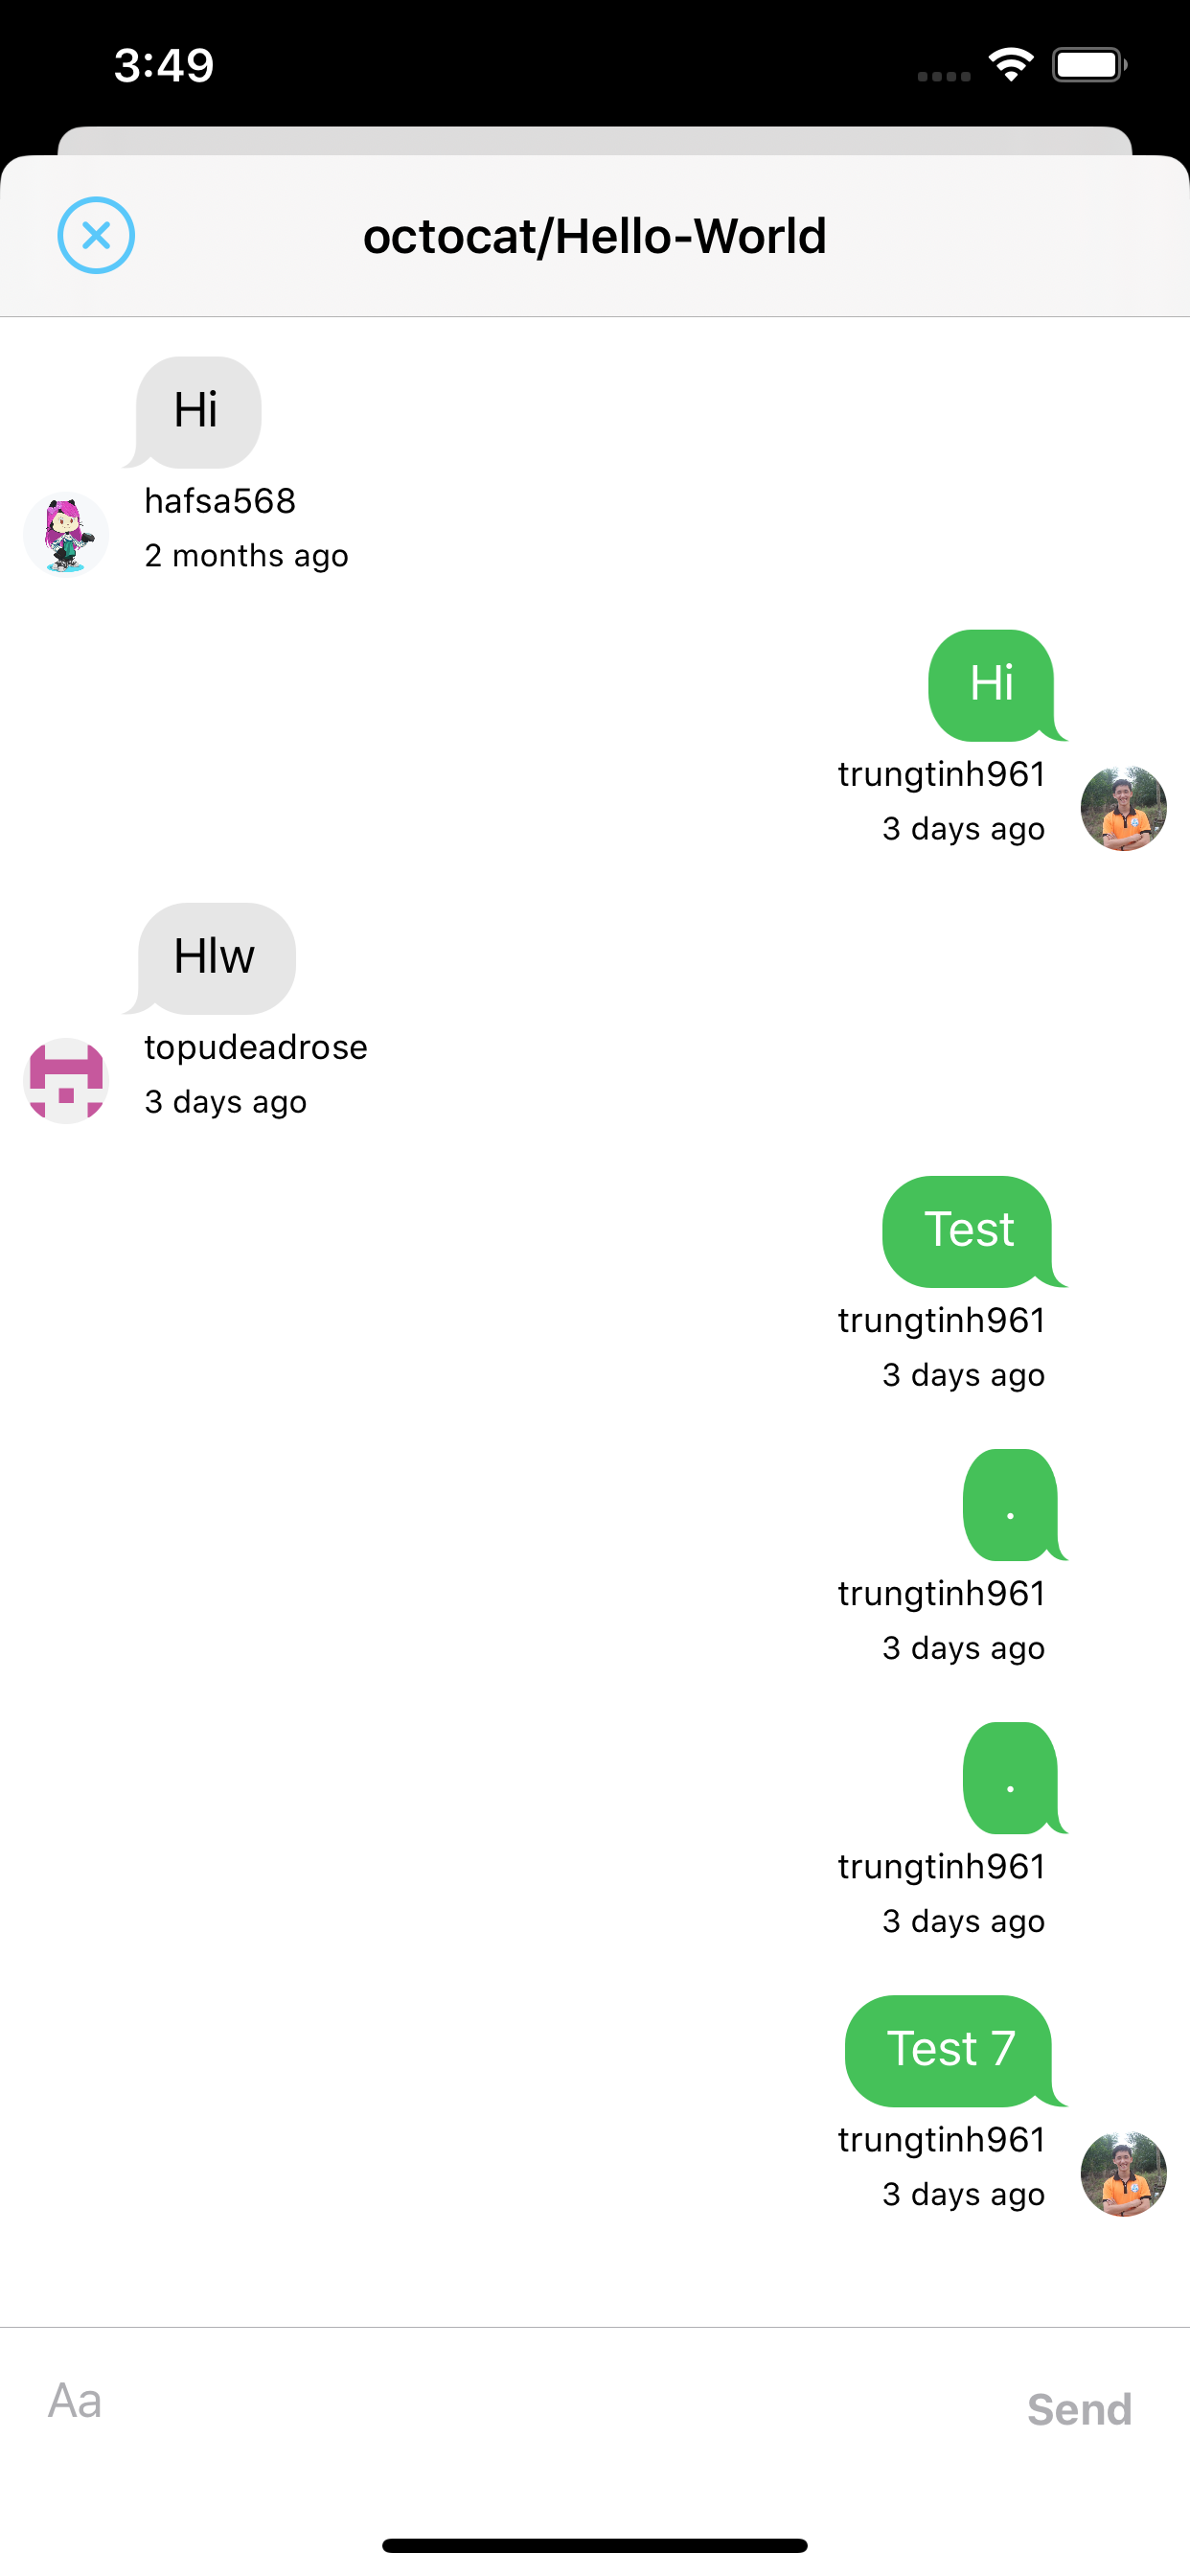 3:49
octocat/Hello-World
Hi
hafsa568
2 months ago
Hi
trungtinh961
3 days ago
Hlw
topudeadrose
3 days ago
Test
trungtinh961
3 days ago
.
trungtinh961
3 days ago
.
trungtinh961
3 days ago
Test 7
trungtinh961
3 days ago
Aa
Send